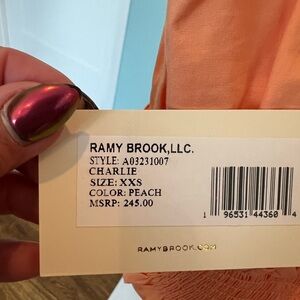 RAMY BROOK,LLC.
STYLE: A03231007
CHARLIE
SIZE: XXS
COLOR: PEACH
MSRP: 245.00
1 96531 44360 4
RAMYBROOK.COM